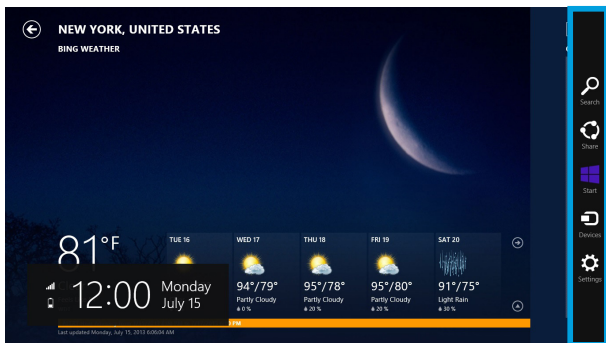 NEW YORK, UNITED STATES
BING WEATHER
Search
Share
Start
Devices
Settings
81°F
TUE 16
WED 17
94°/79°
Partly Cloudy
0 %
THU 18
95°/78°
Partly Cloudy
20 %
FRI 19
95°/80°
Partly Cloudy
20 %
SAT 20
91°/75°
Light Rain
30 %
12:00
Monday
July 15
PM
Last updated Monday, July 15, 2013 6:06:04 AM